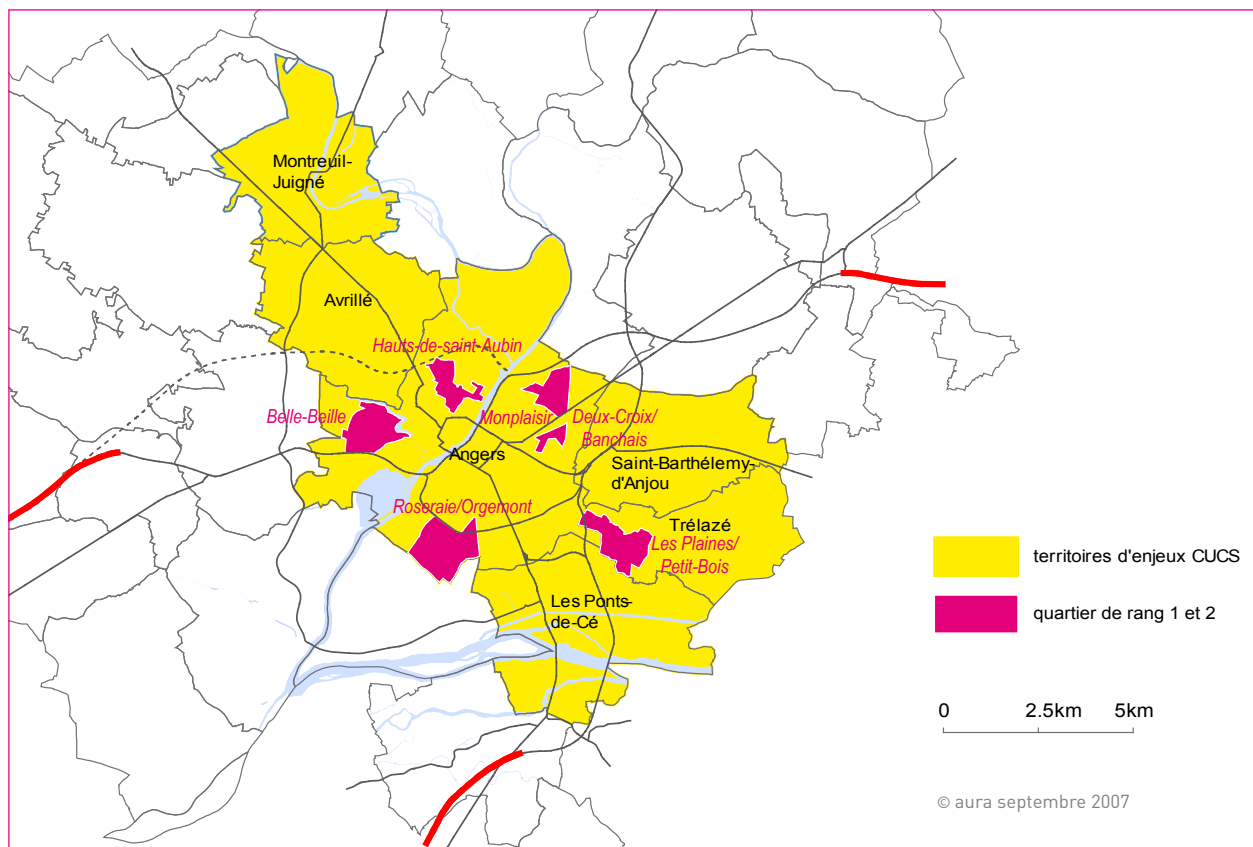 Montreuil-
Juigné
Avrillé
Hauts-de-saint-Aubin
Belle-Beille
Monplaisir
Deux-Croix/
Banchais
Angers
Saint-Barthélemy-
d'Anjou
Roseraie/Orgemont
Trélazé
Les Plaines/
Petit-Bois
Les Ponts-
de-Cé
territoires d'enjeux CUCS
quartier de rang 1 et 2
0 2.5km 5km
© aura septembre 2007